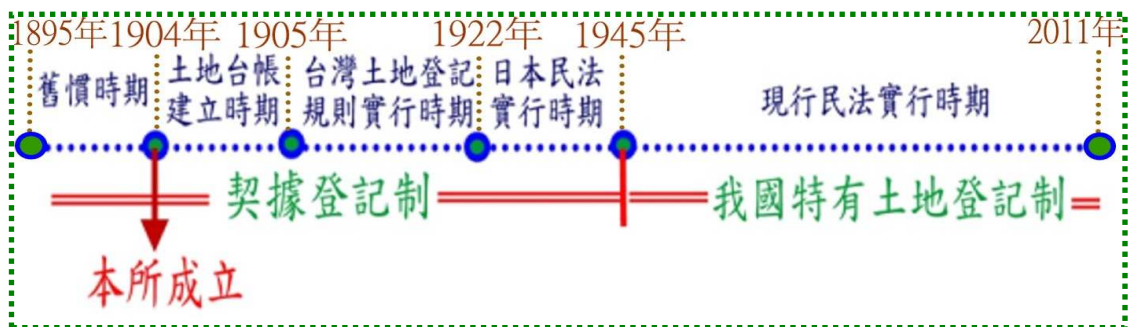 1895年1904年 1905年 1922年 1945年 2011年
舊慣時期
土地台帳
建立時期
台灣土地登記
規則實行時期
日本民法
實行時期
現行民法實行時期
契據登記制
我國特有土地登記制
本所成立